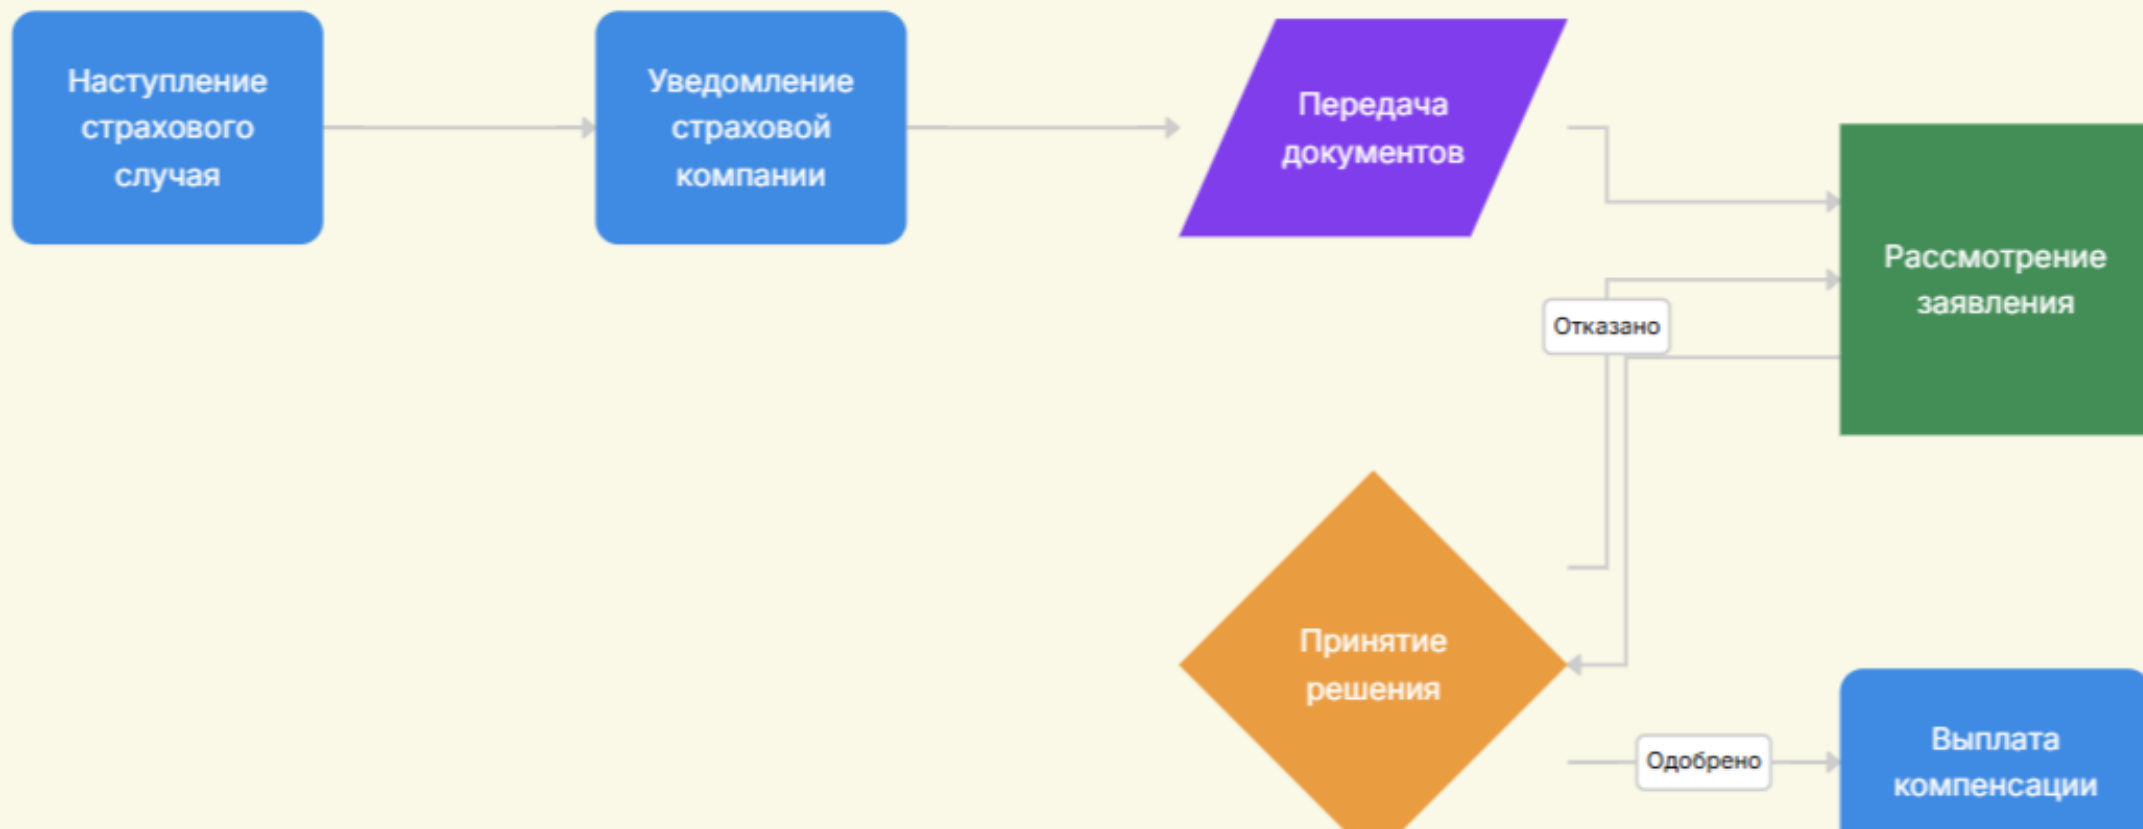 Наступление
страхового
случая
Уведомление
страховой
компании
Передача
документов
Рассмотрение
заявления
Отказано
Принятие
решения
Одобрено
Выплата
компенсации